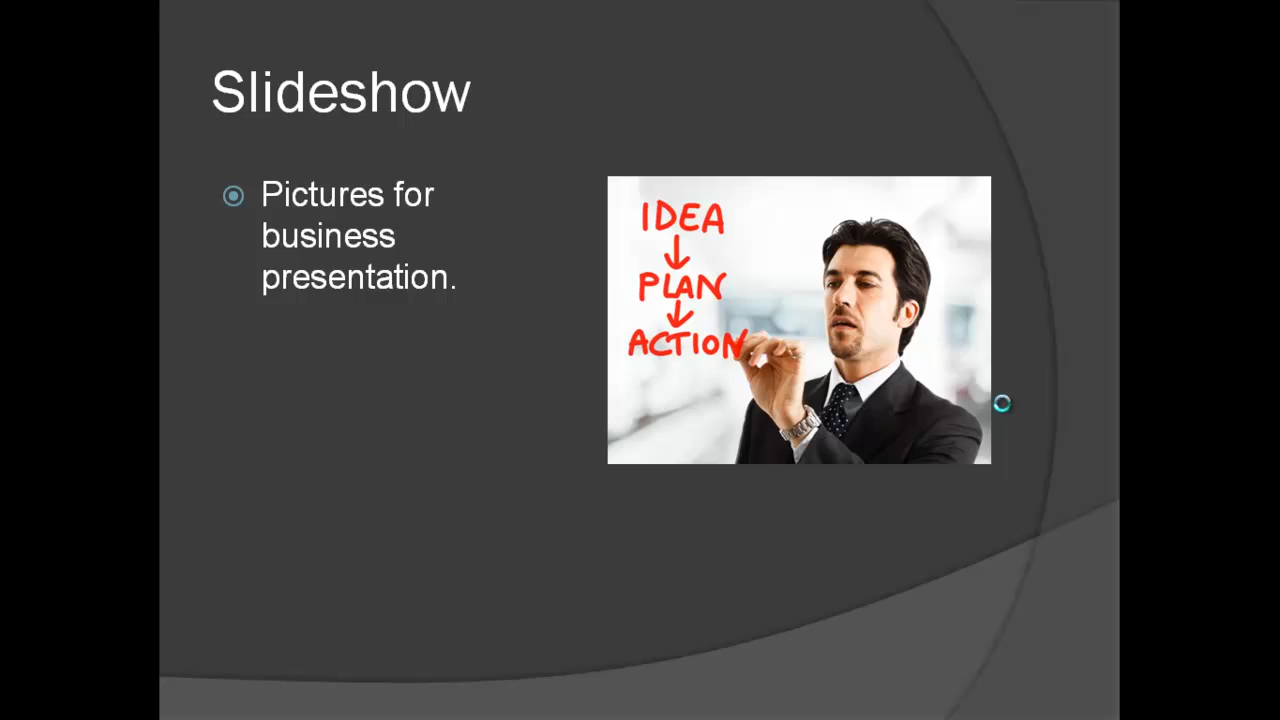 Slideshow
Pictures for
business
presentation.
IDEA
PLAN
ACTION